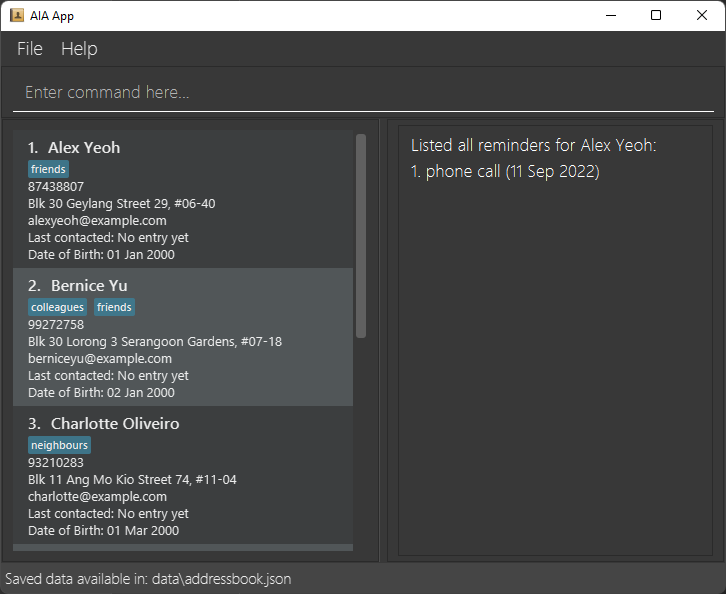 AIA App
File Help
Enter command here...
1. Alex Yeoh
friends
87438807
Blk 30 Geylang Street 29, #06-40
alexyeoh@example.com
Last contacted: No entry yet
Date of Birth: 01 Jan 2000
2. Bernice Yu
colleagues friends
99272758
Blk 30 Lorong 3 Serangoon Gardens, #07-18
berniceyu@example.com
Last contacted: No entry yet
Date of Birth: 02 Jan 2000
3. Charlotte Oliveiro
neighbours
93210283
Blk 11 Ang Mo Kio Street 74, #11-04
charlotte@example.com
Last contacted: No entry yet
Date of Birth: 01 Mar 2000
Listed all reminders for Alex Yeoh:
1. phone call (11 Sep 2022)
Saved data available in: data\addressbook.json